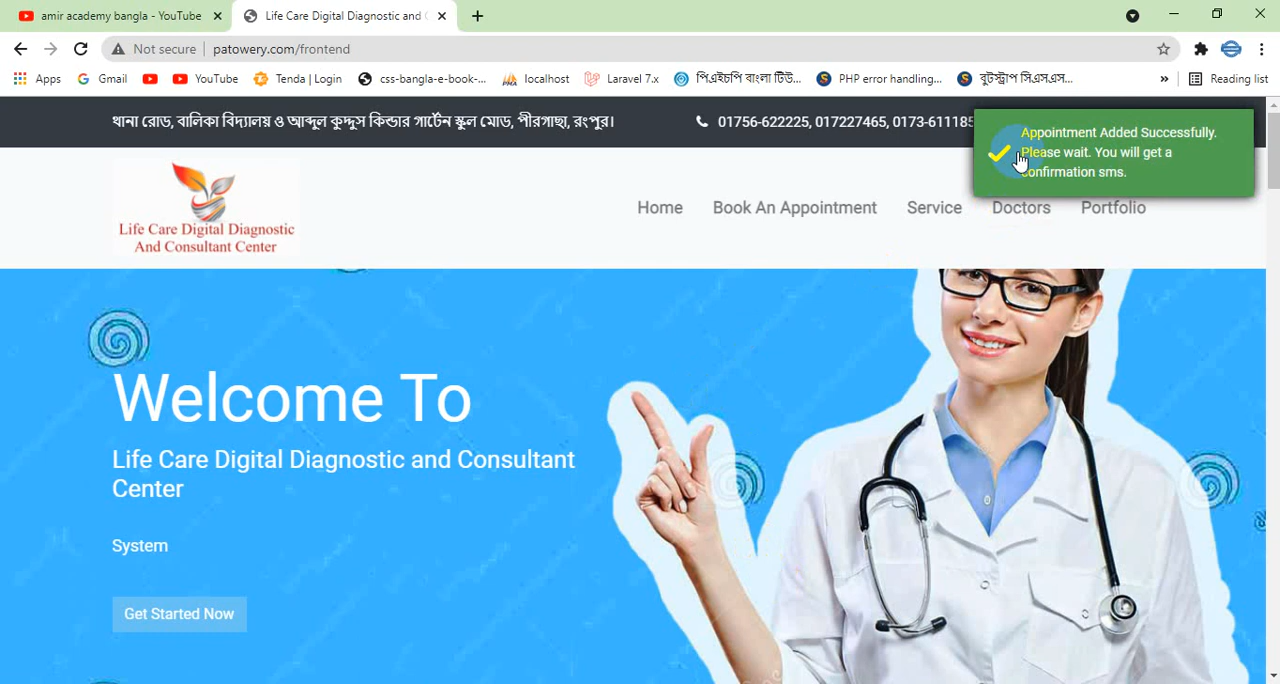 amir academy bangla - YouTube
Life Care Digital Diagnostic and
Not secure
patowery.com/frontend
Apps
Gmail
YouTube
Tenda | Login
css-bangla-e-book-...
localhost
Laravel 7.x
পিএইচপি বাংলা টিউ...
PHP error handling...
বুটস্ট্রাপ সিএসএস...
»
Reading list
থানা রোড, বালিকা বিদ্যালয় ও আব্দুল কুদ্দুস কিন্ডার গার্টেন স্কুল মোড, পীরগাছা, রংপুর।
01756-622225, 017227465, 0173-611185
Appointment Added Successfully.
Please wait. You will get a
confirmation sms.
Life Care Digital Diagnostic
And Consultant Center
Home
Book An Appointment
Service
Doctors
Portfolio
Welcome To
Life Care Digital Diagnostic and Consultant
Center
System
Get Started Now